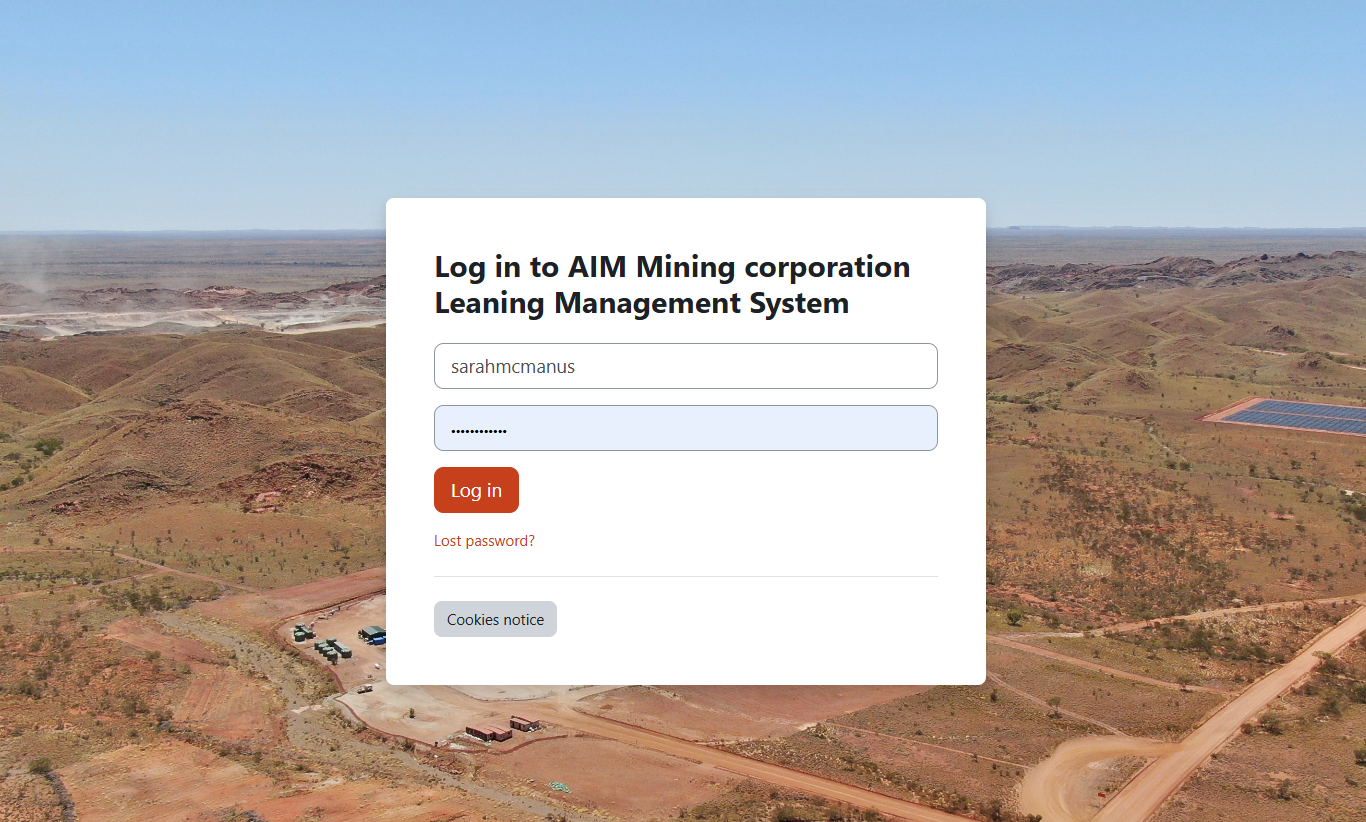 Log in to AIM Mining corporation
Leaning Management System
sarahmcmanus
••••••••••••
Log in
Lost password?
Cookies notice